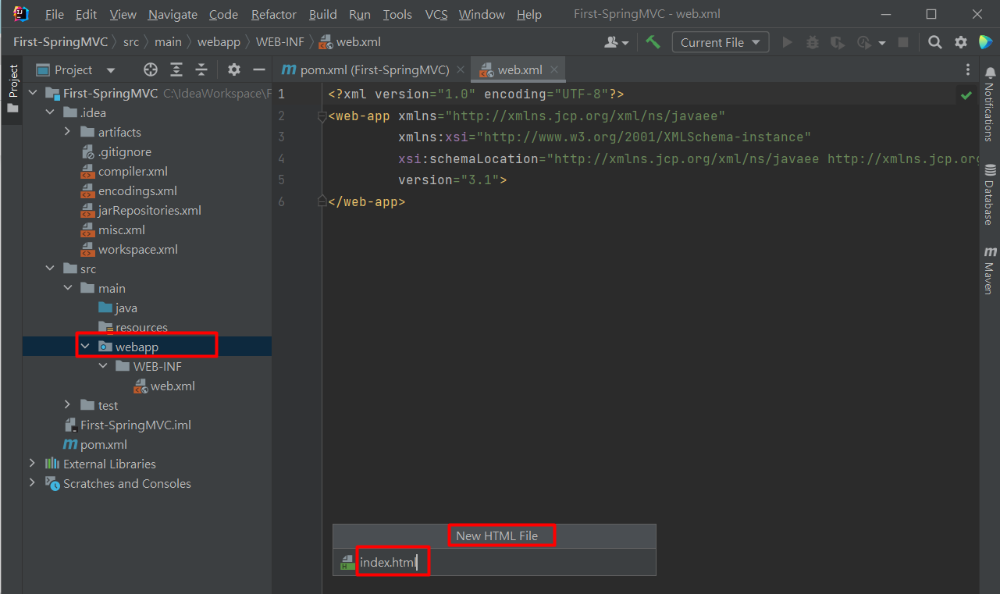 File Edit View Navigate Code Refactor Build Run Tools VCS Window Help First-SpringMVC - web.xml
First-SpringMVC src main webapp WEB-INF web.xml Current File
Project
Project
pom.xml (First-SpringMVC) web.xml
First-SpringMVC C:\IdeaWorkspace\F
.idea
artifacts
.gitignore
compiler.xml
encodings.xml
jarRepositories.xml
misc.xml
workspace.xml
src
main
java
resources
webapp
WEB-INF
web.xml
test
First-SpringMVC.iml
pom.xml
External Libraries
Scratches and Consoles
1 <?xml version="1.0" encoding="UTF-8"?>
2 <web-app xmlns="http://xmlns.jcp.org/xml/ns/javaee"
3 xmlns:xsi="http://www.w3.org/2001/XMLSchema-instance"
4 xsi:schemaLocation="http://xmlns.jcp.org/xml/ns/javaee http://xmlns.jcp.org
5 version="3.1">
6 </web-app>
New HTML File
index.html
Notifications
Database
Maven